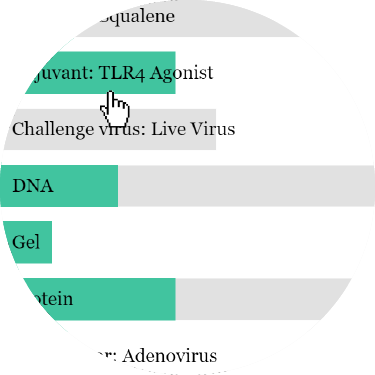 Squalene
juvant: TLR4 Agonist
Challenge virus: Live Virus
DNA
Gel
otein
r: Adenovirus